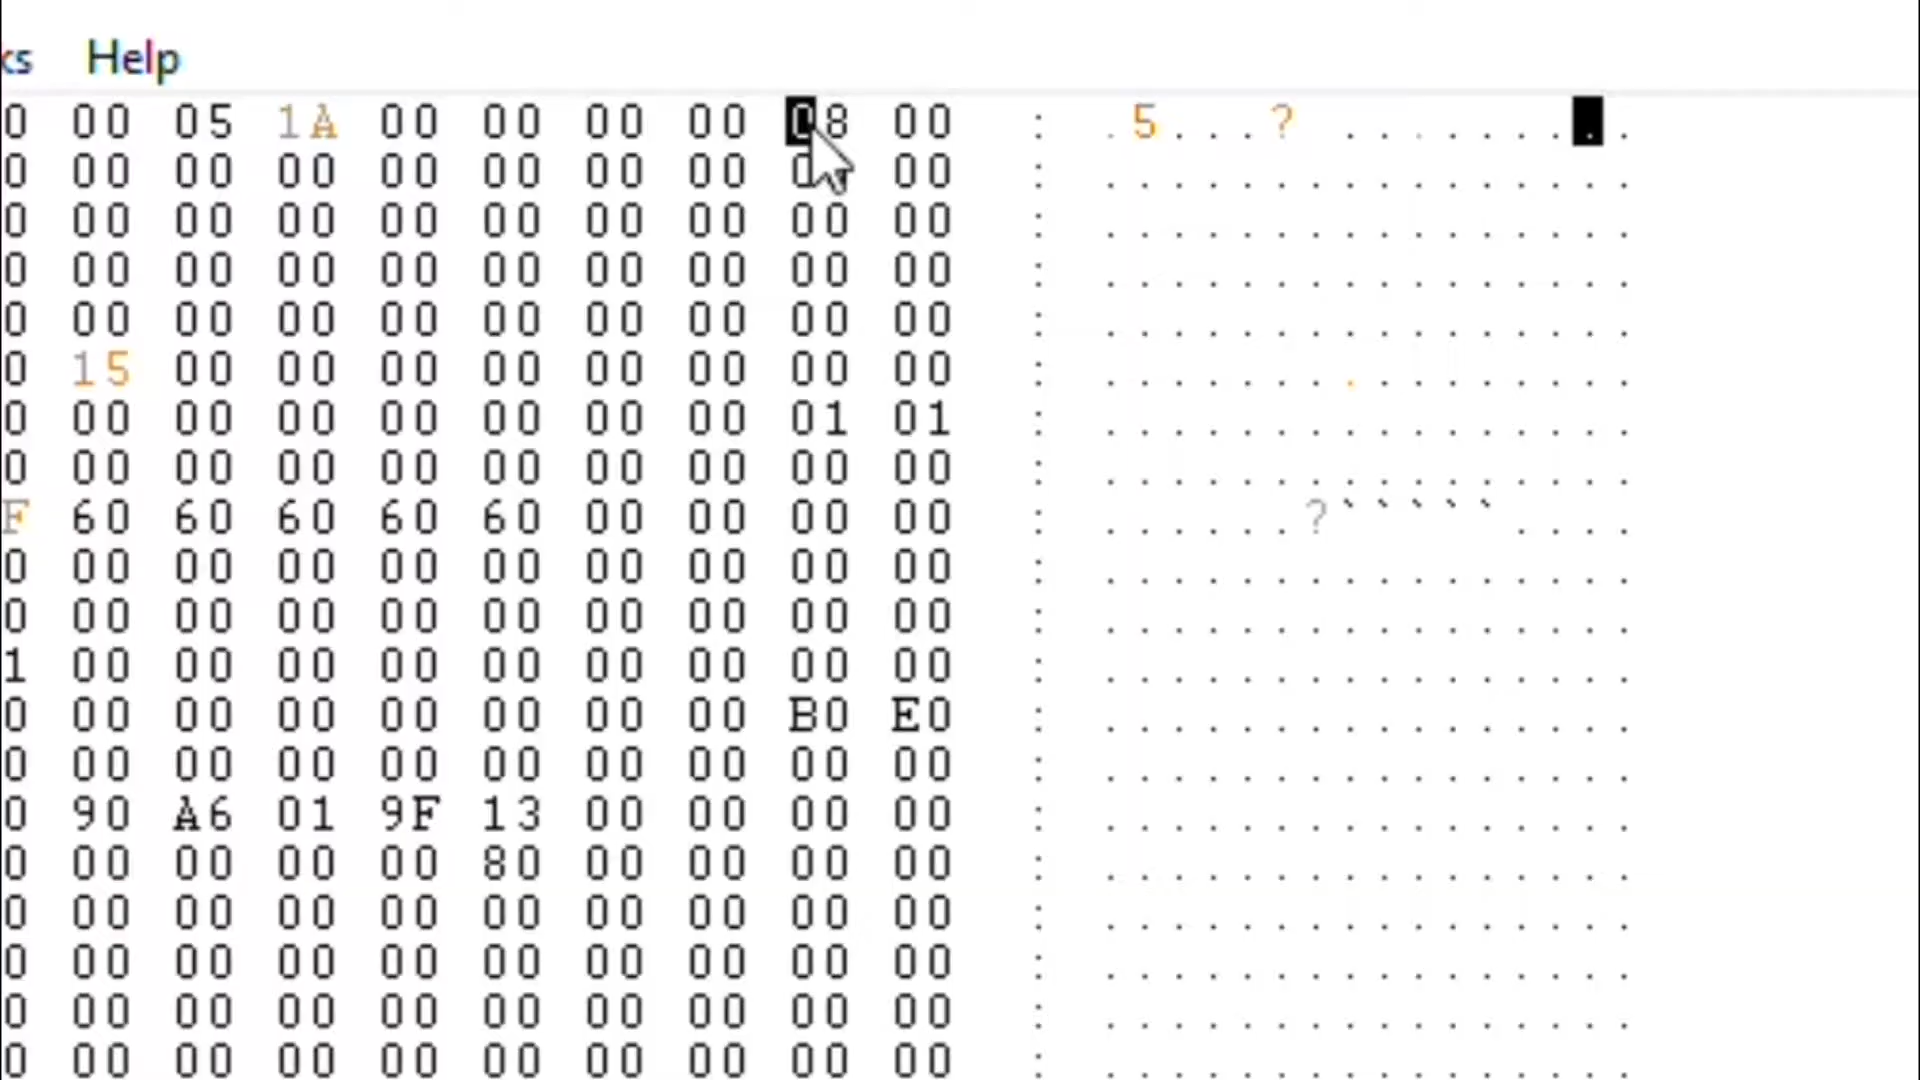 ks Help
0 00 05 1A 00 00 00 00 08 00 : . 5 . . . ? . . . . . . . . .
0 00 00 00 00 00 00 00 00 : . . . . . . . . . . . . . . . .
0 00 00 00 00 00 00 00 00 00 : . . . . . . . . . . . . . . . .
0 00 00 00 00 00 00 00 00 00 : . . . . . . . . . . . . . . . .
0 00 00 00 00 00 00 00 00 00 : . . . . . . . . . . . . . . . .
0 15 00 00 00 00 00 00 00 00 : . . . . . . . . . . . . . . . .
0 00 00 00 00 00 00 00 01 01 : . . . . . . . . . . . . . . . .
0 00 00 00 00 00 00 00 00 00 : . . . . . . . . . . . . . . . .
F 60 60 60 60 60 00 00 00 00 : . . . . . . ? ` ` ` ` ` . . . .
0 00 00 00 00 00 00 00 00 00 : . . . . . . . . . . . . . . . .
0 00 00 00 00 00 00 00 00 00 : . . . . . . . . . . . . . . . .
1 00 00 00 00 00 00 00 00 00 : . . . . . . . . . . . . . . . .
0 00 00 00 00 00 00 00 B0 E0 : . . . . . . . . . . . . . . . .
0 00 00 00 00 00 00 00 00 00 : . . . . . . . . . . . . . . . .
0 90 A6 01 9F 13 00 00 00 00 : . . . . . . . . . . . . . . . .
0 00 00 00 00 80 00 00 00 00 : . . . . . . . . . . . . . . . .
0 00 00 00 00 00 00 00 00 00 : . . . . . . . . . . . . . . . .
0 00 00 00 00 00 00 00 00 00 : . . . . . . . . . . . . . . . .
0 00 00 00 00 00 00 00 00 00 : . . . . . . . . . . . . . . . .
0 00 00 00 00 00 00 00 00 00 : . . . . . . . . . . . . . . . .